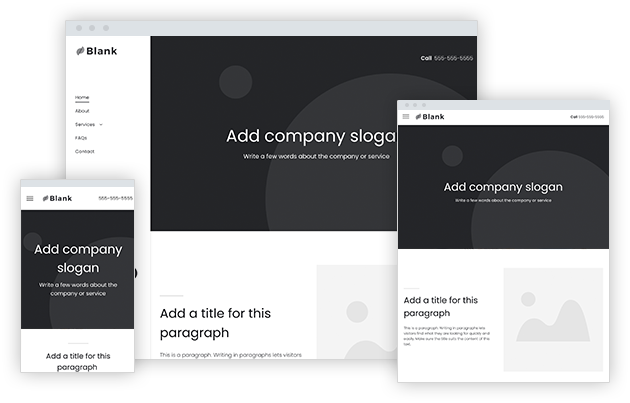 Blank
Call 555-555-5555
Home
About
Services
FAQs
Contact
Add company sloga
Write a few words about the company or service
Add a title for this
paragraph
This is a paragraph. Writing in paragraphs lets visitors
Blank
Call 555-555-5555
Add company slogan
Write a few words about the company or service
Add a title for this
paragraph
This is a paragraph. Writing in paragraphs lets
visitors find what they are looking for quickly and
easily. Make sure the title suits the content of this
text.
Blank
555-555-5555
Add company
slogan
Write a few words about the
company or service
Add a title for this
paragraph